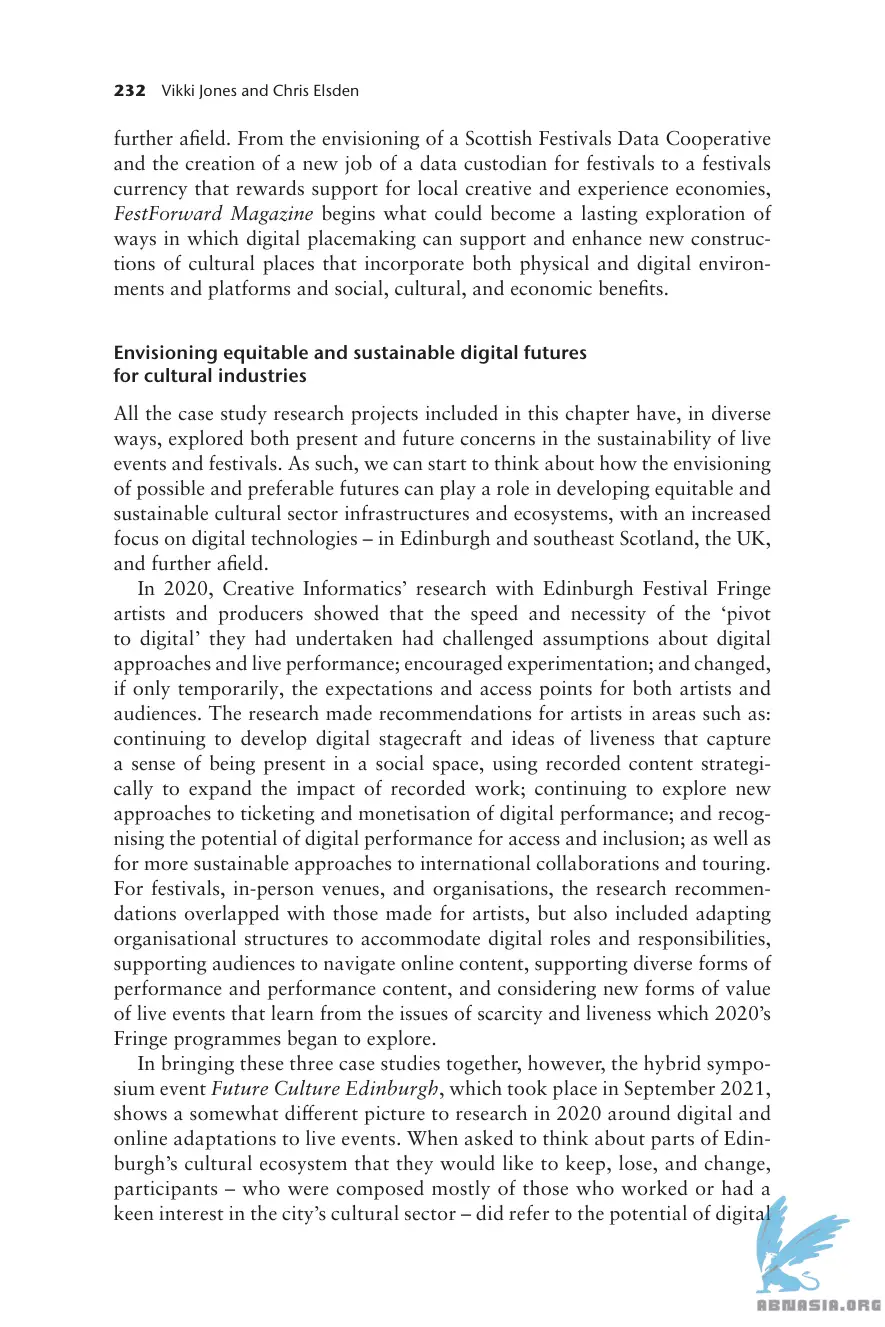 232 Vikki Jones and Chris Elsden
further afield. From the envisioning of a Scottish Festivals Data Cooperative
and the creation of a new job of a data custodian for festivals to a festivals
currency that rewards support for local creative and experience economies,
FestForward Magazine begins what could become a lasting exploration of
ways in which digital placemaking can support and enhance new construc-
tions of cultural places that incorporate both physical and digital environ-
ments and platforms and social, cultural, and economic benefits.
Envisioning equitable and sustainable digital futures
for cultural industries
All the case study research projects included in this chapter have, in diverse
ways, explored both present and future concerns in the sustainability of live
events and festivals. As such, we can start to think about how the envisioning
of possible and preferable futures can play a role in developing equitable and
sustainable cultural sector infrastructures and ecosystems, with an increased
focus on digital technologies – in Edinburgh and southeast Scotland, the UK,
and further afield.
In 2020, Creative Informatics’ research with Edinburgh Festival Fringe
artists and producers showed that the speed and necessity of the ‘pivot
to digital’ they had undertaken had challenged assumptions about digital
approaches and live performance; encouraged experimentation; and changed,
if only temporarily, the expectations and access points for both artists and
audiences. The research made recommendations for artists in areas such as:
continuing to develop digital stagecraft and ideas of liveness that capture
a sense of being present in a social space, using recorded content strategi-
cally to expand the impact of recorded work; continuing to explore new
approaches to ticketing and monetisation of digital performance; and recog-
nising the potential of digital performance for access and inclusion; as well as
for more sustainable approaches to international collaborations and touring.
For festivals, in-person venues, and organisations, the research recommen-
dations overlapped with those made for artists, but also included adapting
organisational structures to accommodate digital roles and responsibilities,
supporting audiences to navigate online content, supporting diverse forms of
performance and performance content, and considering new forms of value
of live events that learn from the issues of scarcity and liveness which 2020’s
Fringe programmes began to explore.
In bringing these three case studies together, however, the hybrid sympo-
sium event Future Culture Edinburgh, which took place in September 2021,
shows a somewhat different picture to research in 2020 around digital and
online adaptations to live events. When asked to think about parts of Edin-
burgh’s cultural ecosystem that they would like to keep, lose, and change,
participants – who were composed mostly of those who worked or had a
keen interest in the city’s cultural sector – did refer to the potential of digital
ABNASIA.ORG